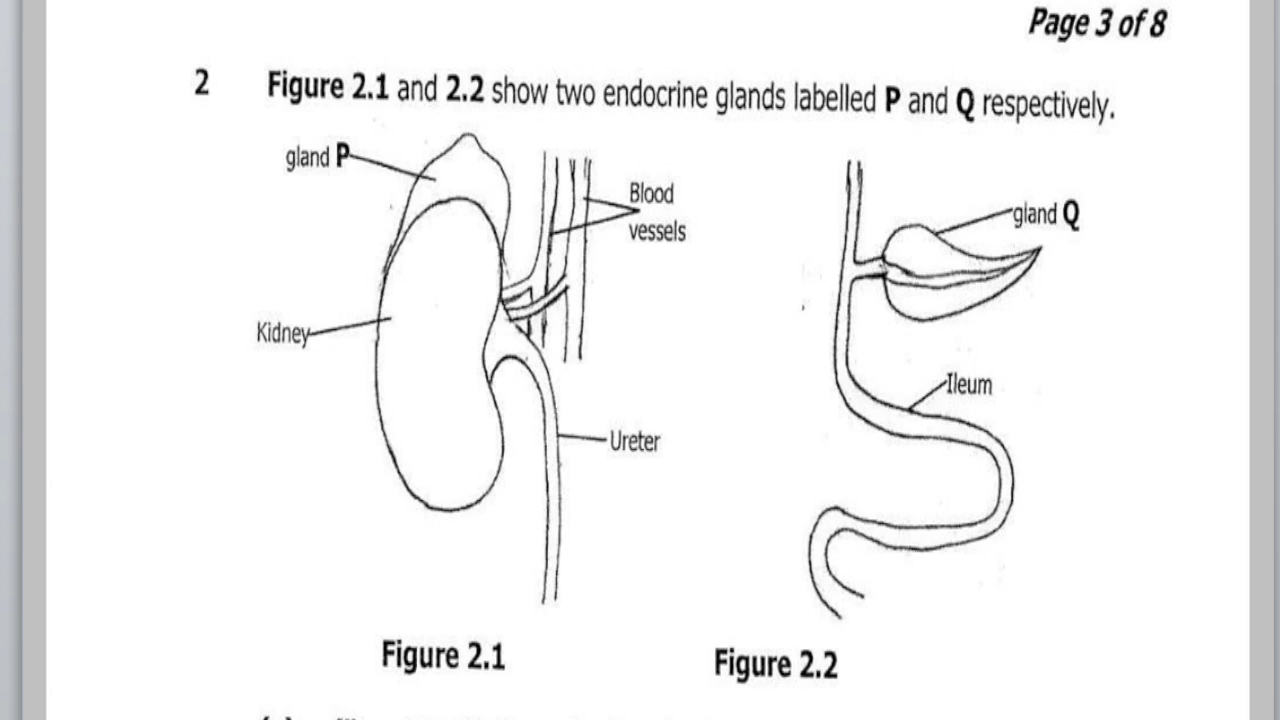 Page 3 of 8
2 Figure 2.1 and 2.2 show two endocrine glands labelled P and Q respectively.
gland P
Blood
vessels
Kidney
Ureter
gland Q
Ileum
Figure 2.1
Figure 2.2